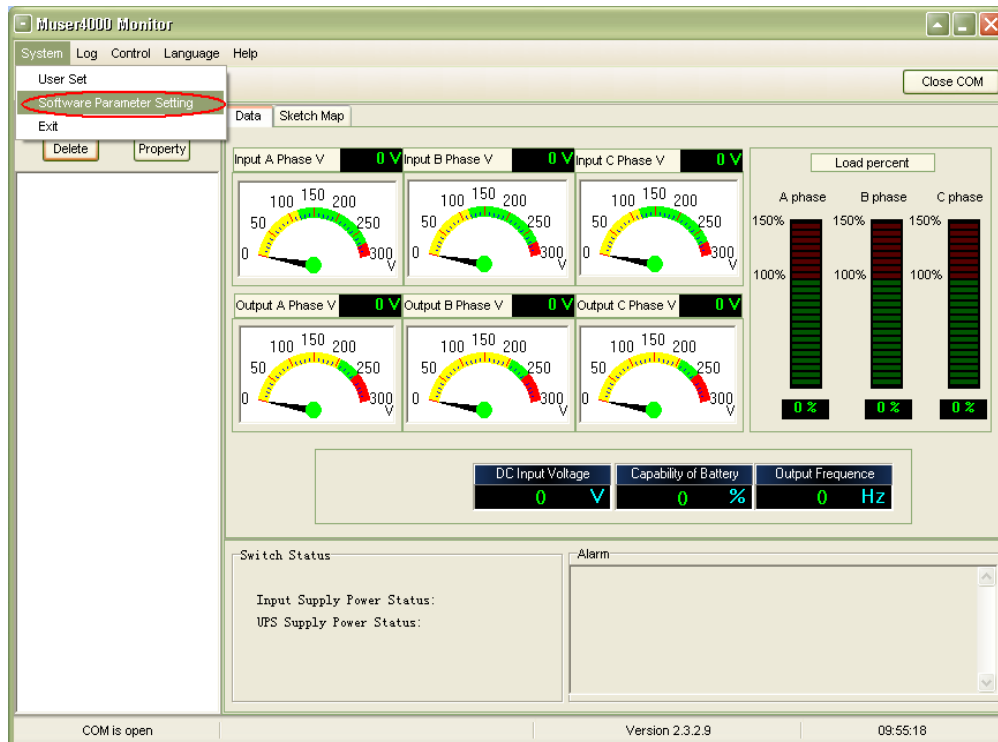 Muser4000 Monitor
System Log Control Language Help
User Set
Software Parameter Setting
Exit
Close COM
Delete Property
Data Sketch Map
Input A Phase V 0 V Input B Phase V 0 V Input C Phase V 0 V
0 50 100 150 200 250 300 V
0 50 100 150 200 250 300 V
0 50 100 150 200 250 300 V
Output A Phase V 0 V Output B Phase V 0 V Output C Phase V 0 V
0 50 100 150 200 250 300 V
0 50 100 150 200 250 300 V
0 50 100 150 200 250 300 V
Load percent
A phase B phase C phase
150% 150% 150%
100% 100% 100%
0 % 0 % 0 %
DC Input Voltage Capability of Battery Output Frequence
0 V 0 % 0 Hz
Switch Status
Input Supply Power Status:
UPS Supply Power Status:
Alarm
COM is open Version 2.3.2.9 09:55:18